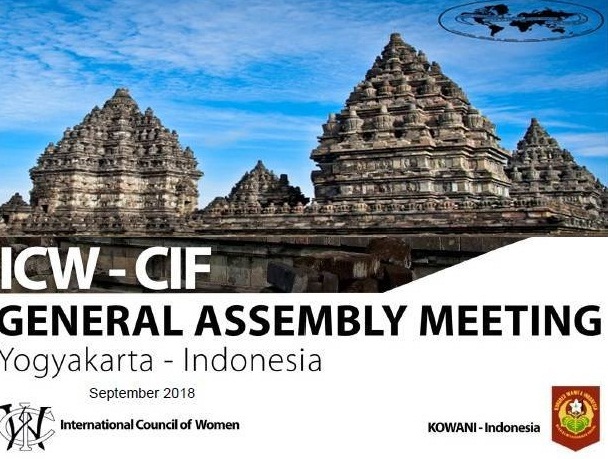 ICW - CIF
GENERAL ASSEMBLY MEETING
Yogyakarta - Indonesia
September 2018
International Council of Women
KOWANI - Indonesia